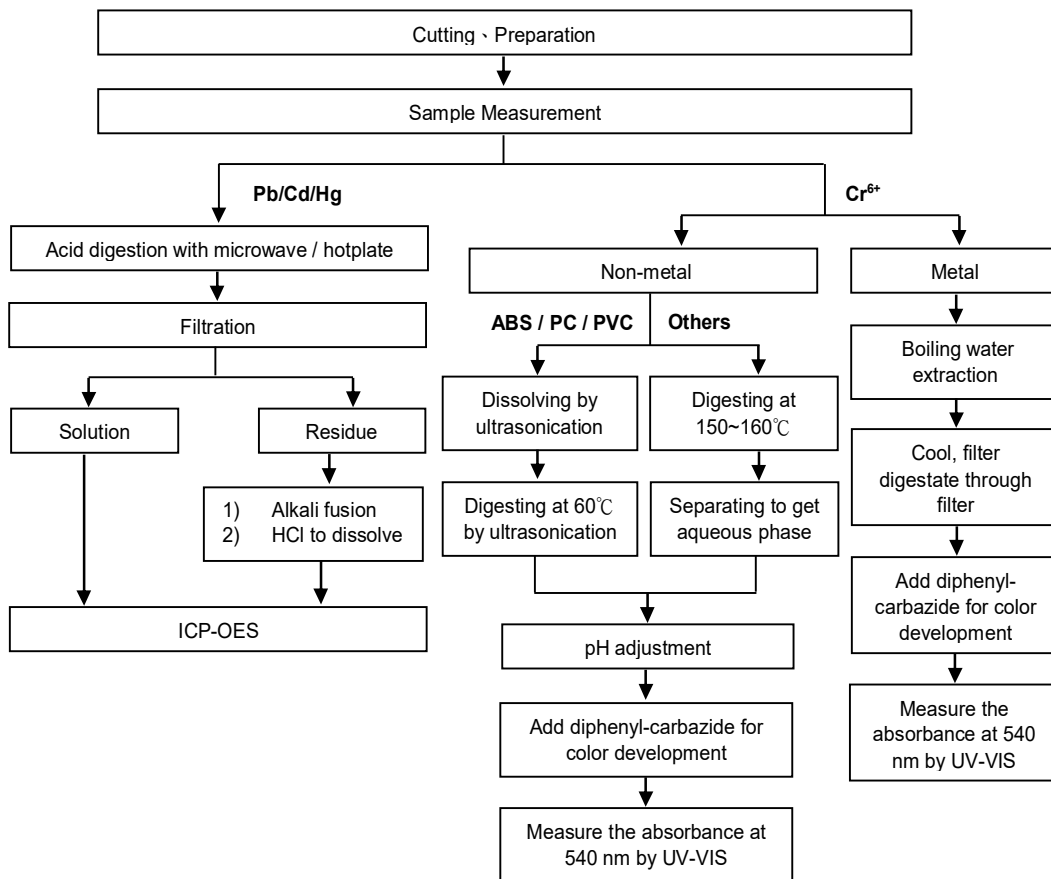 Cutting、Preparation
Sample Measurement
Pb/Cd/Hg
Cr⁶⁺
Acid digestion with microwave / hotplate
Non-metal
Metal
Filtration
ABS / PC / PVC
Others
Boiling water
extraction
Solution
Residue
Dissolving by
ultrasonication
Digesting at
150~160℃
Cool, filter
digestate through
filter
1) Alkali fusion
2) HCl to dissolve
Digesting at 60℃
by ultrasonication
Separating to get
aqueous phase
Add diphenyl-
carbazide for color
development
ICP-OES
pH adjustment
Measure the
absorbance at 540
nm by UV-VIS
Add diphenyl-carbazide for
color development
Measure the absorbance at
540 nm by UV-VIS